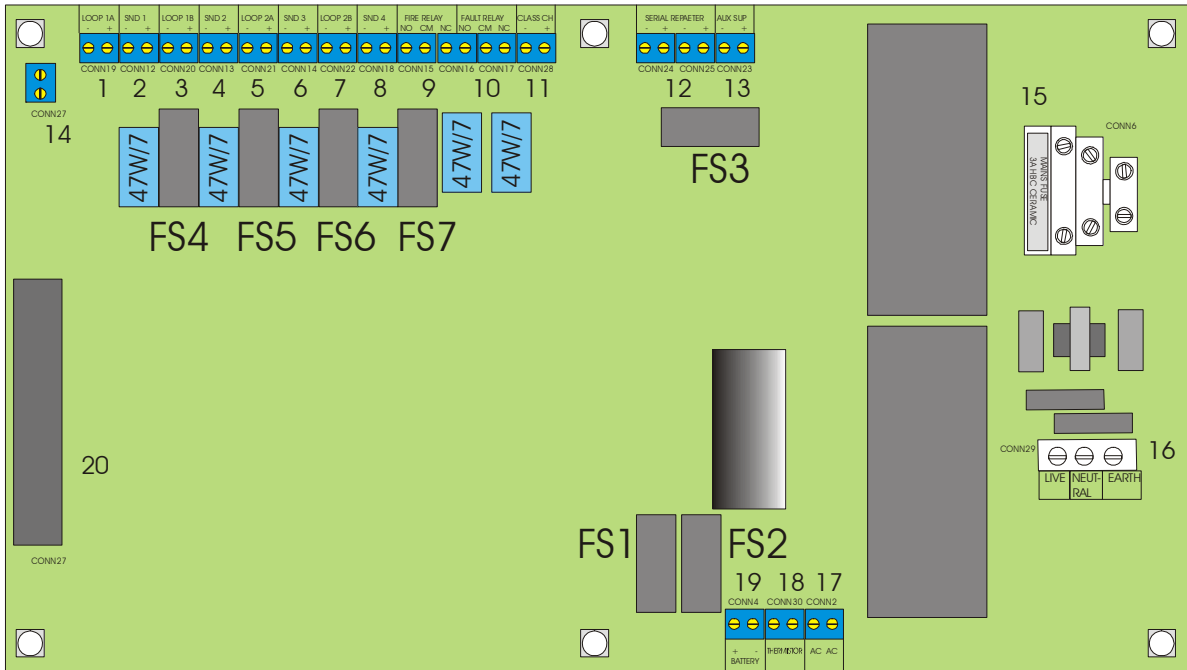 LOOP 1A SND 1 LOOP 1B SND 2 LOOP 2A SND 3 LOOP 2B SND 4 FIRE RELAY FAULT RELAY CLASS CH SERIAL REPAETER AUX SUP
- + - + - + - + - + - + - + - + NO CM NC NO CM NC - + - + - + - +
CONN19 CONN12 CONN20 CONN13 CONN21 CONN14 CONN22 CONN18 CONN15 CONN16 CONN17 CONN28 CONN24 CONN25 CONN23
1 2 3 4 5 6 7 8 9 10 11 12 13
CONN27
14
15
CONN6
47W/7 47W/7 47W/7 47W/7 47W/7 47W/7
MAINS FUSE
3A HBC CERAMIC
FS3
FS4 FS5 FS6 FS7
CONN29
16
LIVE NEUT-RAL EARTH
20
CONN27
FS1 FS2
19 18 17
CONN4 CONN30 CONN2
+ - THERMISTOR AC AC
BATTERY